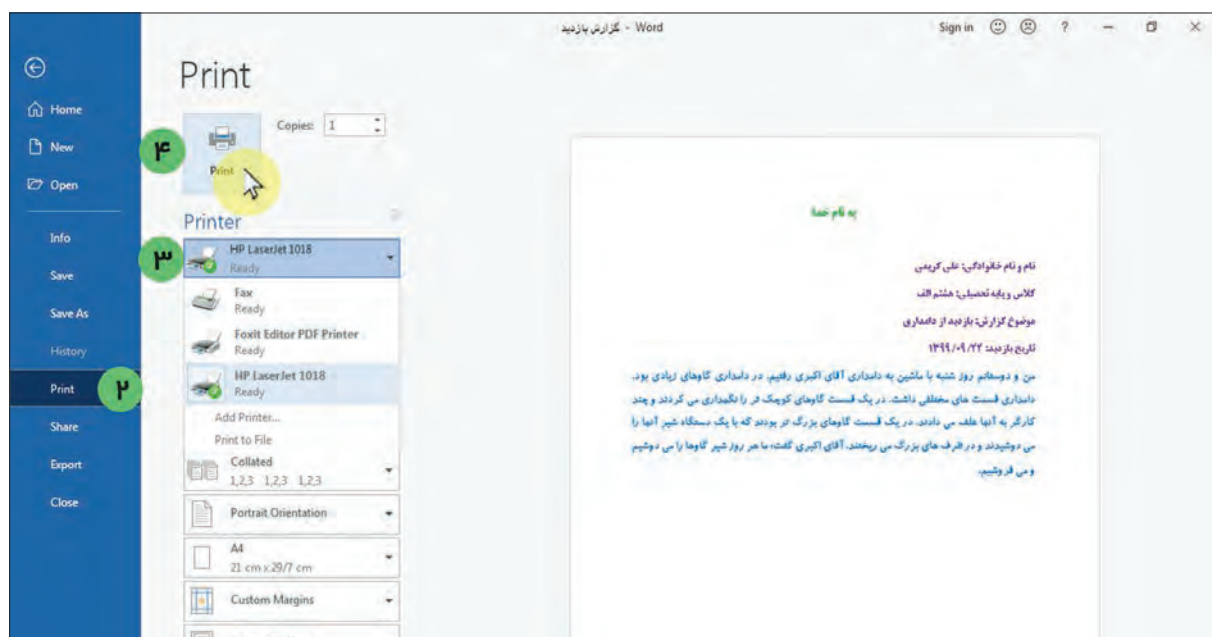 گزارش بازدید - Word
Sign in ?
Home
New
Open
Info
Save
Save As
History
Print ۲
Share
Export
Close
Print
Copies: 1
۴ Print
Printer
۳ HP LaserJet 1018
Ready
Fax
Ready
Foxit Editor PDF Printer
Ready
HP LaserJet 1018
Ready
Add Printer...
Print to File
Collated
1,2,3 1,2,3 1,2,3
Portrait Orientation
A4
21 cm x 29/7 cm
Custom Margins
به نام خدا
نام و نام خانوادگی: علی کریمی
کلاس و پایه تحصیلی: هشتم الف
موضوع گزارش: بازدید از دامداری
تاریخ بازدید: ۱۳۹۹/۰۹/۲۲
من و دوستانم روز شنبه با ماشین به دامداری آقای اکبری رفتیم. در دامداری گاوهای زیادی بود.
دامداری قسمت های مختلفی داشت. در یک قسمت گاوهای کوچک تر را نگهداری می کردند و چند
کارگر به آنها علف می دادند. در یک قسمت گاوهای بزرگ تر بودند که با یک دستگاه شیر آنها را
می دوشیدند و در ظرف های بزرگ می ریختند. آقای اکبری گفت: ما هر روز شیر گاوها را می دوشیم
و می فروشیم.